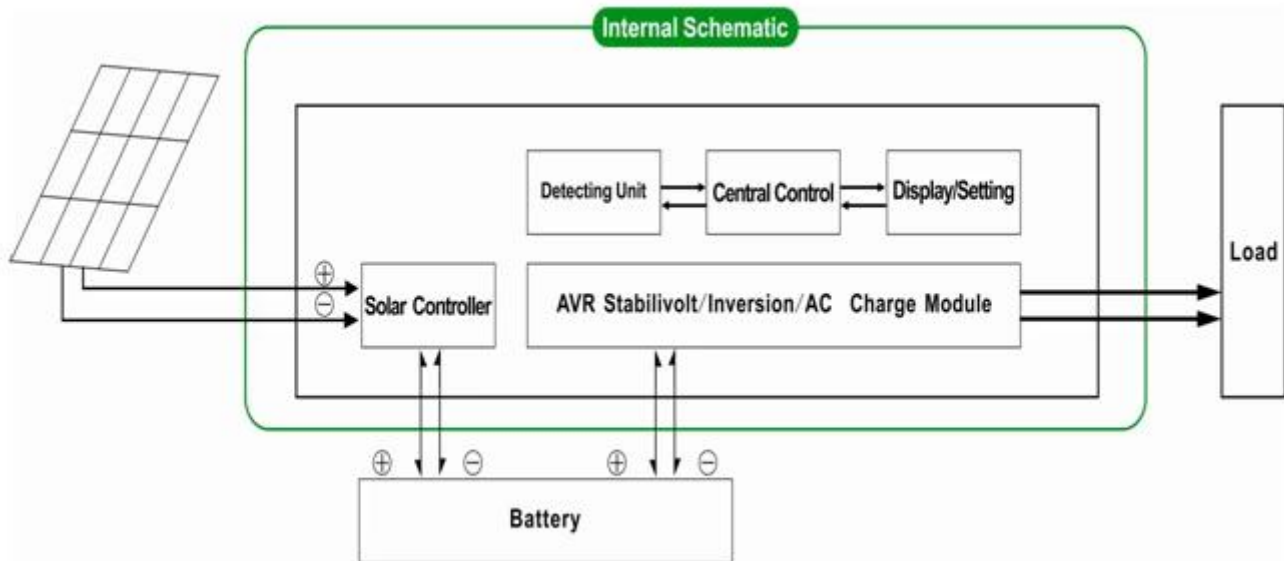 Internal Schematic
Detecting Unit
Central Control
Display/Setting
Load
⊕
⊖
Solar Controller
AVR Stabilivolt/Inversion/AC Charge Module
⊕ ⊖ ⊕ ⊖
Battery